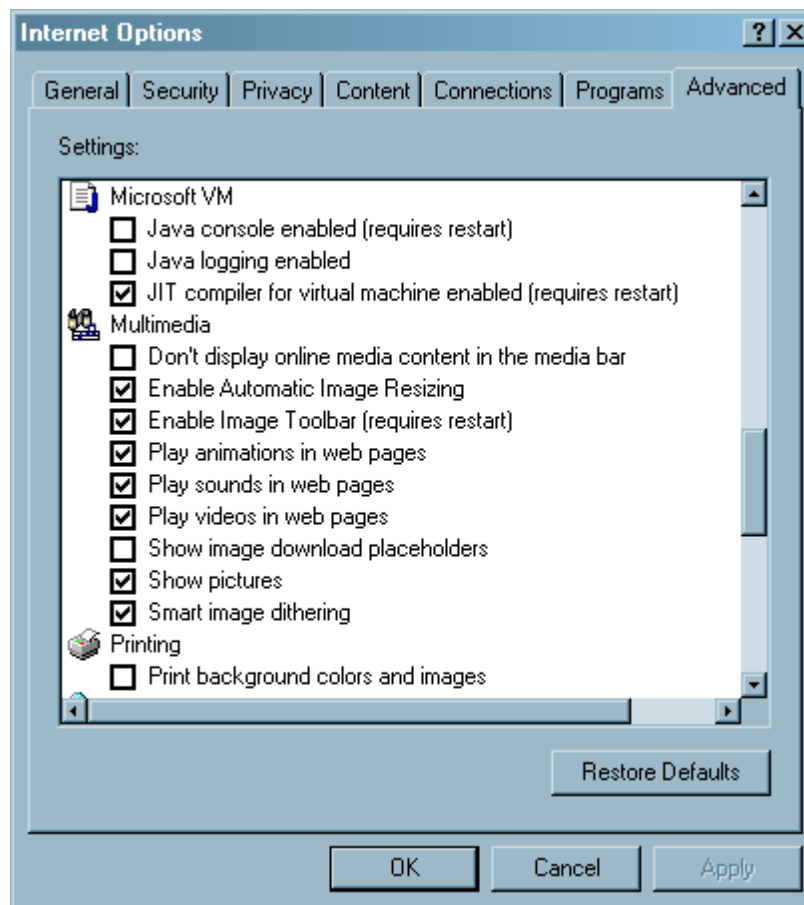 Internet Options
General Security Privacy Content Connections Programs Advanced
Settings:
Microsoft VM
Java console enabled (requires restart)
Java logging enabled
JIT compiler for virtual machine enabled (requires restart)
Multimedia
Don't display online media content in the media bar
Enable Automatic Image Resizing
Enable Image Toolbar (requires restart)
Play animations in web pages
Play sounds in web pages
Play videos in web pages
Show image download placeholders
Show pictures
Smart image dithering
Printing
Print background colors and images
Restore Defaults
OK Cancel Apply